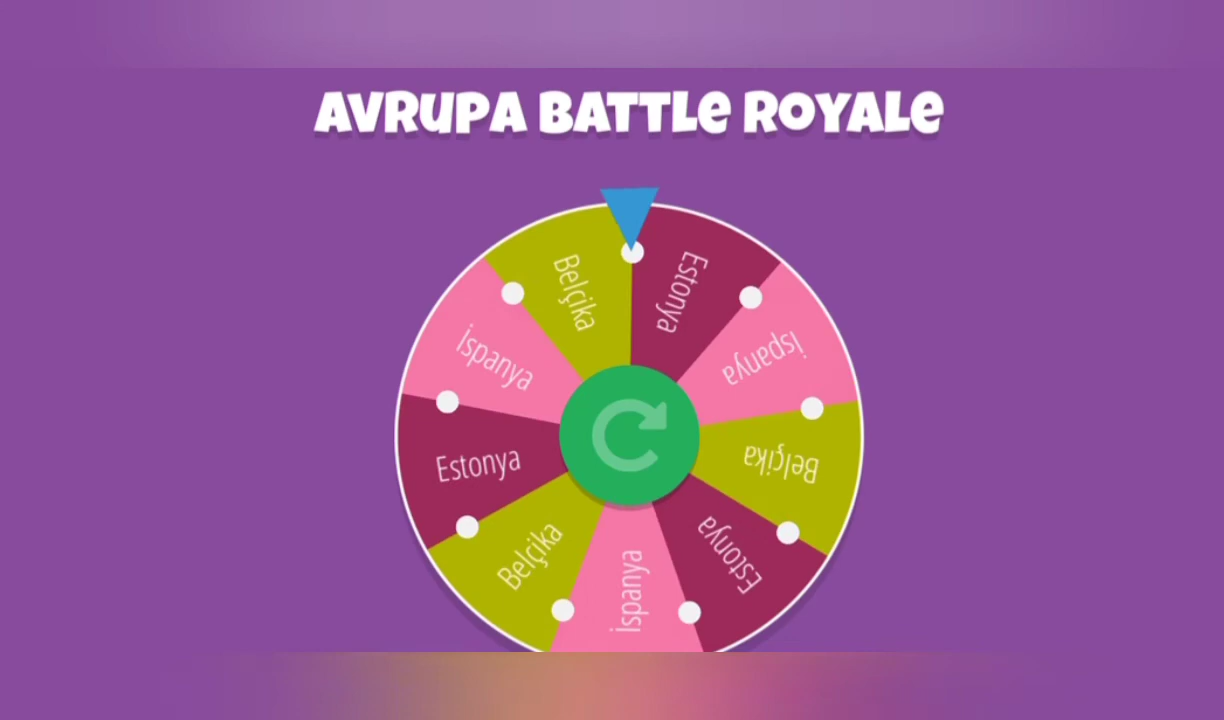 AVRUPA BATTLE ROYALE
Estonya
İspanya
Belçika
Estonya
İspanya
Belçika
Estonya
İspanya
Belçika